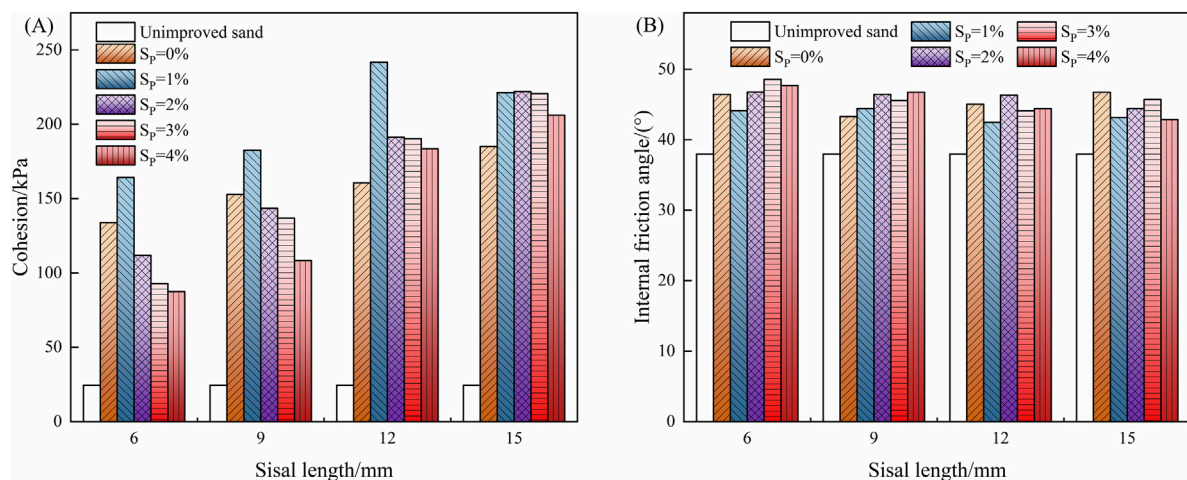 (A)
Unimproved sand
S_P=0%
S_P=1%
S_P=2%
S_P=3%
S_P=4%
250
200
150
100
50
0
Cohesion/kPa
6 9 12 15
Sisal length/mm
(B)
Unimproved sand S_P=1% S_P=3%
S_P=0% S_P=2% S_P=4%
50
40
30
20
10
0
Internal friction angle/(°)
6 9 12 15
Sisal length/mm